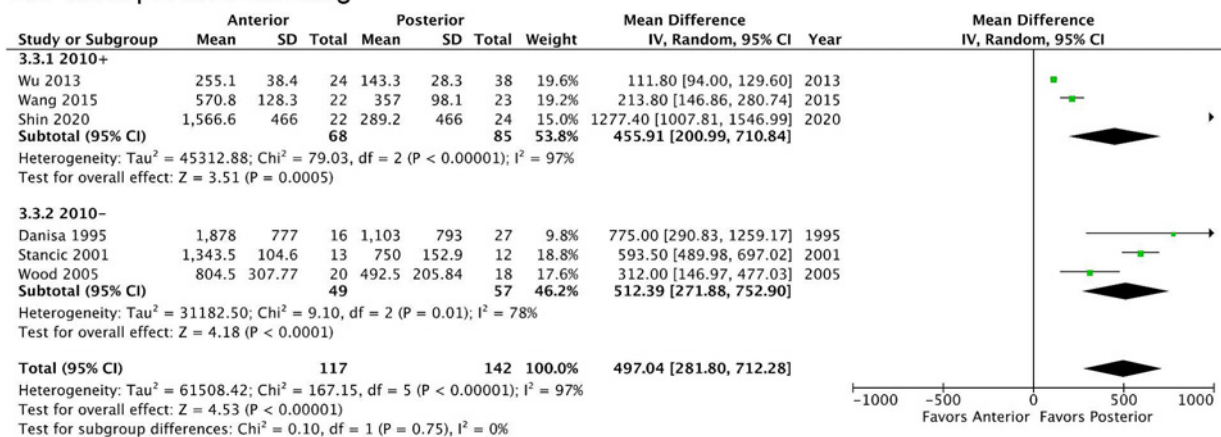 Anterior Posterior Mean Difference Mean Difference
Study or Subgroup Mean SD Total Mean SD Total Weight IV, Random, 95% CI Year IV, Random, 95% CI
3.3.1 2010+
Wu 2013 255.1 38.4 24 143.3 28.3 38 19.6% 111.80 [94.00, 129.60] 2013
Wang 2015 570.8 128.3 22 357 98.1 23 19.2% 213.80 [146.86, 280.74] 2015
Shin 2020 1,566.6 466 22 289.2 466 24 15.0% 1277.40 [1007.81, 1546.99] 2020
Subtotal (95% CI) 68 85 53.8% 455.91 [200.99, 710.84]
Heterogeneity: Tau² = 45312.88; Chi² = 79.03, df = 2 (P < 0.00001); I² = 97%
Test for overall effect: Z = 3.51 (P = 0.0005)
3.3.2 2010-
Danisa 1995 1,878 777 16 1,103 793 27 9.8% 775.00 [290.83, 1259.17] 1995
Stancic 2001 1,343.5 104.6 13 750 152.9 12 18.8% 593.50 [489.98, 697.02] 2001
Wood 2005 804.5 307.77 20 492.5 205.84 18 17.6% 312.00 [146.97, 477.03] 2005
Subtotal (95% CI) 49 57 46.2% 512.39 [271.88, 752.90]
Heterogeneity: Tau² = 31182.50; Chi² = 9.10, df = 2 (P = 0.01); I² = 78%
Test for overall effect: Z = 4.18 (P < 0.0001)
Total (95% CI) 117 142 100.0% 497.04 [281.80, 712.28]
Heterogeneity: Tau² = 61508.42; Chi² = 167.15, df = 5 (P < 0.00001); I² = 97%
Test for overall effect: Z = 4.53 (P < 0.00001)
Test for subgroup differences: Chi² = 0.10, df = 1 (P = 0.75), I² = 0%
-1000 -500 0 500 1000
Favors Anterior Favors Posterior